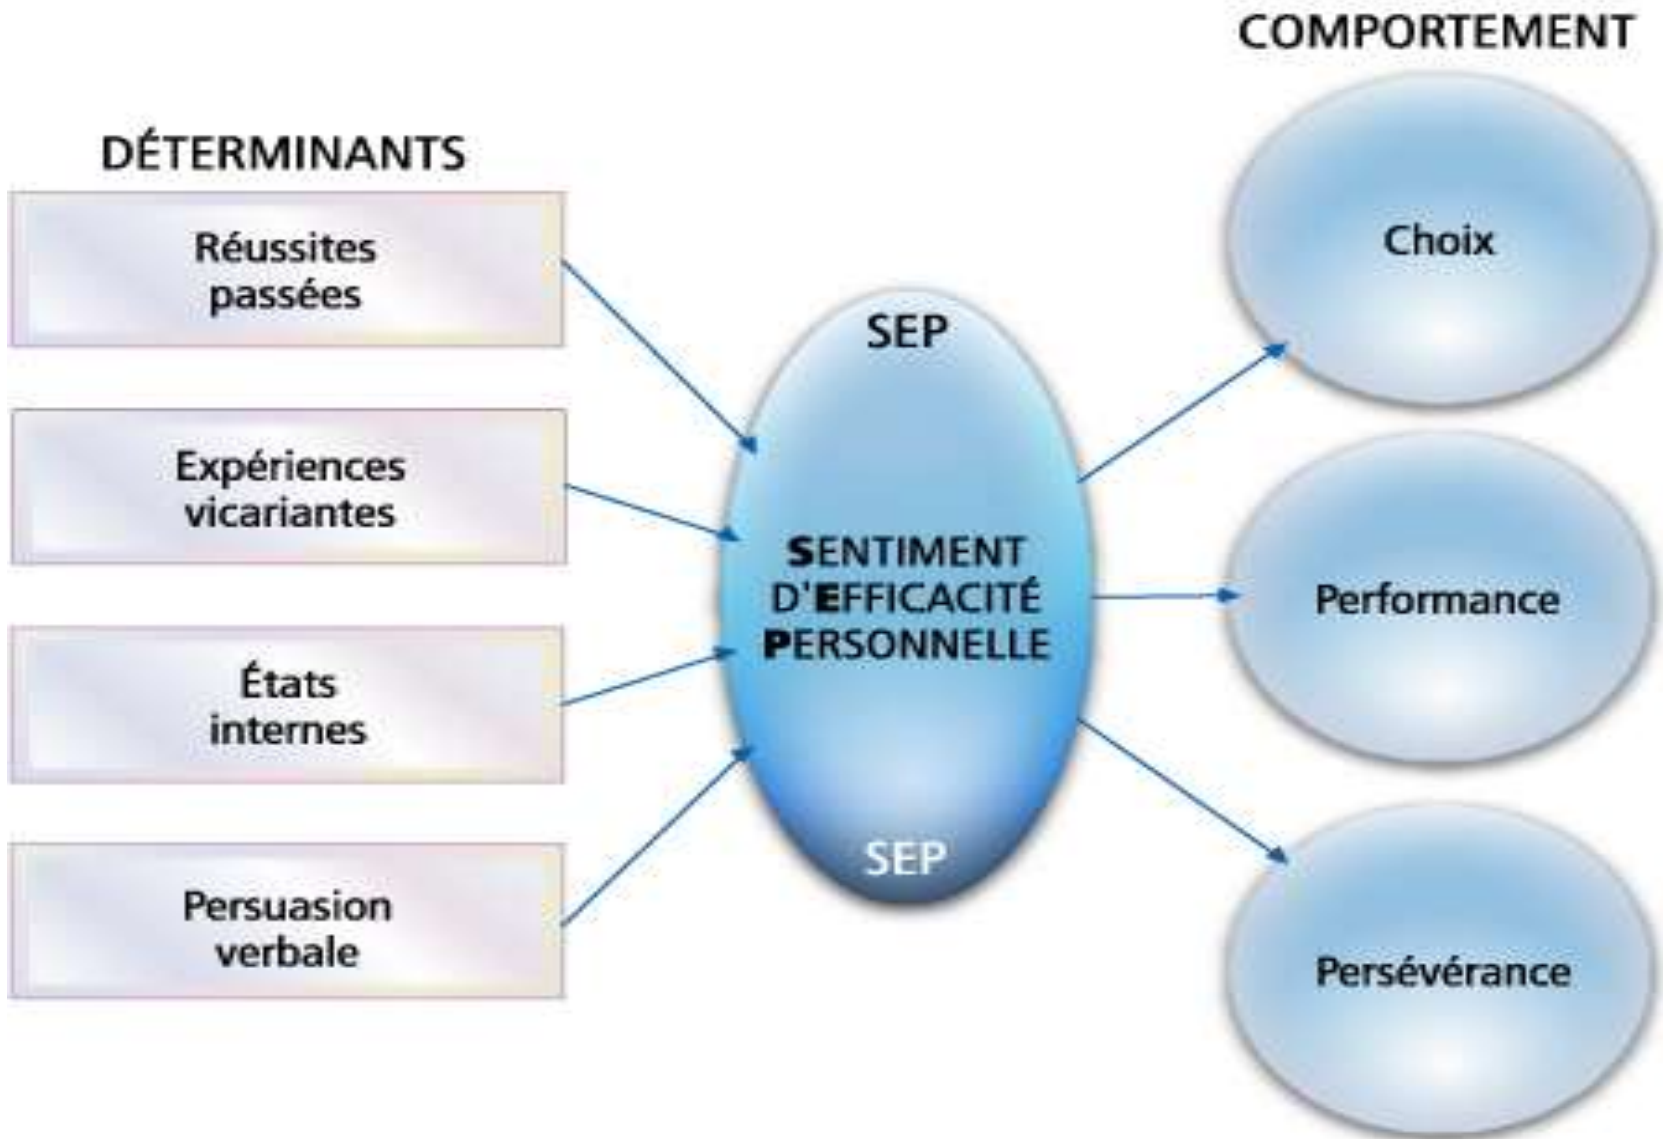 DÉTERMINANTS
Réussites
passées
Expériences
vicariantes
États
internes
Persuasion
verbale
SEP
SENTIMENT
D'EFFICACITÉ
PERSONNELLE
SEP
COMPORTEMENT
Choix
Performance
Persévérance